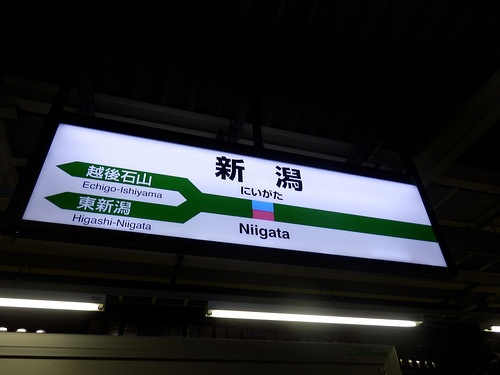 新潟
にいがた
Niigata
越後石山
Echigo-Ishiyama
東新潟
Higashi-Niigata